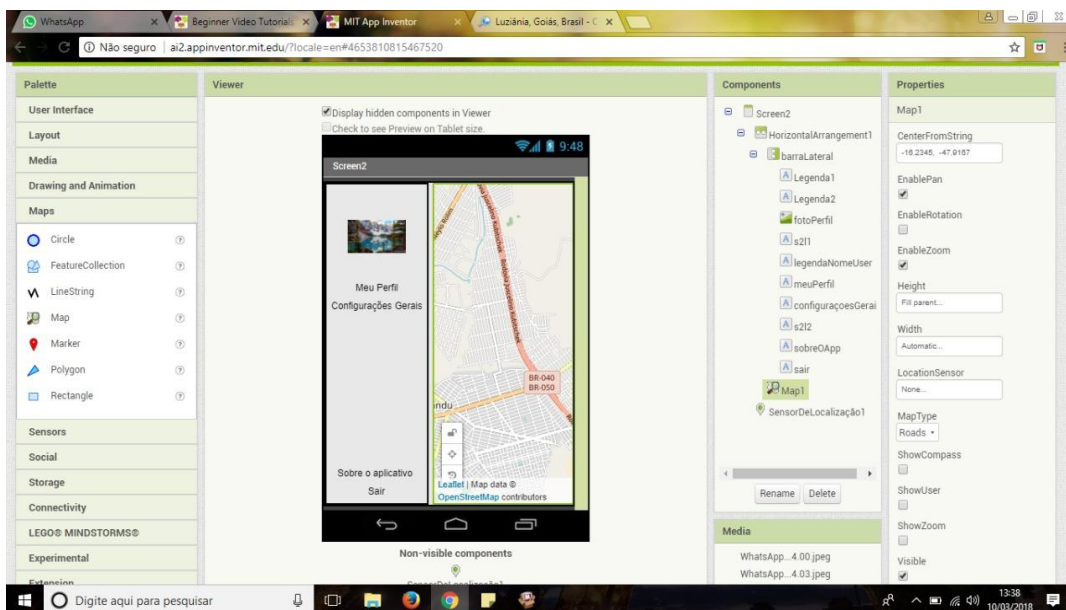 WhatsApp
Beginner Video Tutorials
MIT App Inventor
Luziânia, Goiás, Brasil - C
Não seguro | ai2.appinventor.mit.edu/?locale=en#4653810815467520
Palette
User Interface
Layout
Media
Drawing and Animation
Maps
Circle
FeatureCollection
LineString
Map
Marker
Polygon
Rectangle
Sensors
Social
Storage
Connectivity
LEGO® MINDSTORMS®
Experimental
Extension
Viewer
Display hidden components in Viewer
Check to see Preview on Tablet size.
9:48
Screen2
Meu Perfil
Configurações Gerais
Sobre o aplicativo
Sair
Rodovia Juscelino Kubitschek
BR-040
BR-050
ndu
Leaflet | Map data ©
OpenStreetMap contributors
Non-visible components
SensorDeLocalização1
Components
Screen2
HorizontalArrangement1
barraLateral
Legenda1
Legenda2
fotoPerfil
s2l1
legendaNomeUser
meuPerfil
configuraçoesGerai
s2l2
sobreOApp
sair
Map1
SensorDeLocalização1
Rename
Delete
Media
WhatsApp...4.00.jpeg
WhatsApp...4.03.jpeg
Properties
Map1
CenterFromString
-16.2345, -47.9167
EnablePan
EnableRotation
EnableZoom
Height
Fill parent...
Width
Automatic...
LocationSensor
None...
MapType
Roads
ShowCompass
ShowUser
ShowZoom
Visible
Digite aqui para pesquisar
13:38
10/03/2018